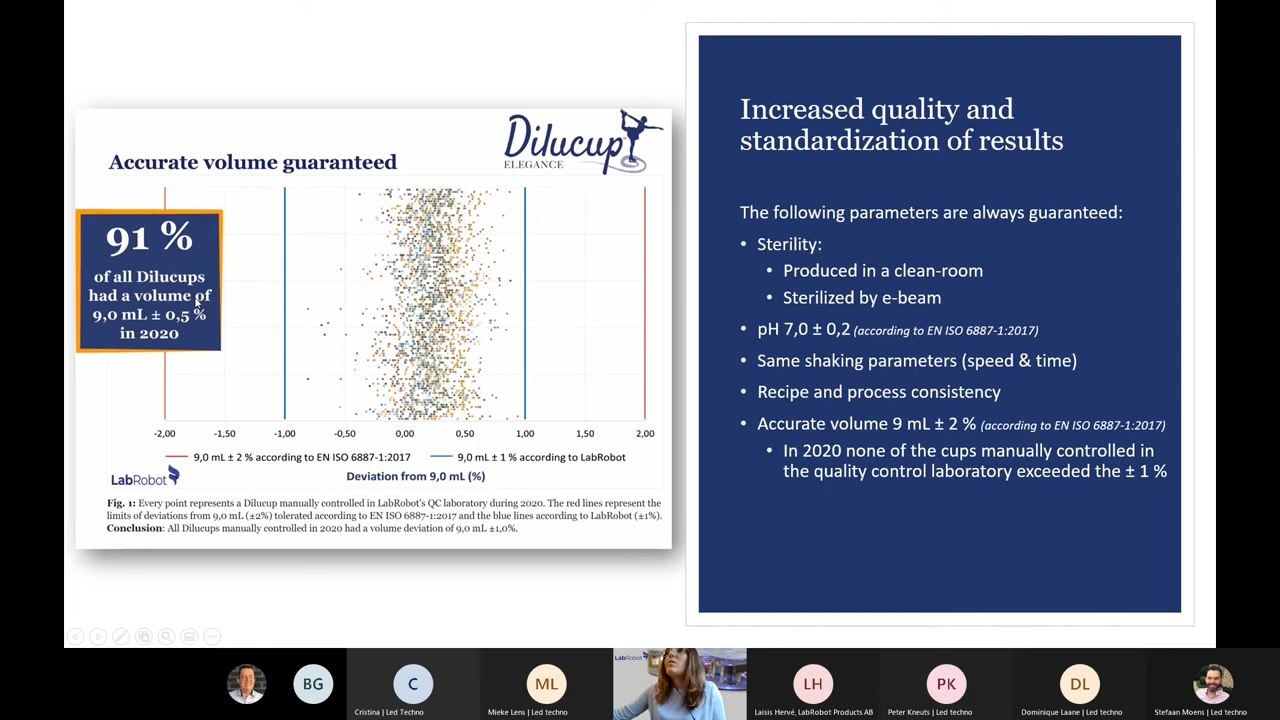 Dilucup
ELEGANCE
Accurate volume guaranteed
91 %
of all Dilucups
had a volume of
9,0 mL ± 0,5 %
in 2020
-2,00 -1,50 -1,00 -0,50 0,00 0,50 1,00 1,50 2,00
9,0 mL ± 2 % according to EN ISO 6887-1:2017 9,0 mL ± 1 % according to LabRobot
Deviation from 9,0 mL (%)
LabRobot
Fig. 1: Every point represents a Dilucup manually controlled in LabRobot's QC laboratory during 2020. The red lines represent the
limits of deviations from 9,0 mL (±2%) tolerated according to EN ISO 6887-1:2017 and the blue lines according to LabRobot (±1%).
Conclusion: All Dilucups manually controlled in 2020 had a volume deviation of 9,0 mL ±1,0%.
Increased quality and
standardization of results
The following parameters are always guaranteed:
• Sterility:
• Produced in a clean-room
• Sterilized by e-beam
• pH 7,0 ± 0,2 (according to EN ISO 6887-1:2017)
• Same shaking parameters (speed & time)
• Recipe and process consistency
• Accurate volume 9 mL ± 2 % (according to EN ISO 6887-1:2017)
• In 2020 none of the cups manually controlled in
the quality control laboratory exceeded the ± 1 %
BG
C
Cristina | Led Techno
ML
Mieke Lens | Led techno
LabRobot
LH
Laisis Hervé, LabRobot Products AB
PK
Peter Kneuts | Led techno
DL
Dominique Laane | Led techno
Stefaan Moens | Led techno